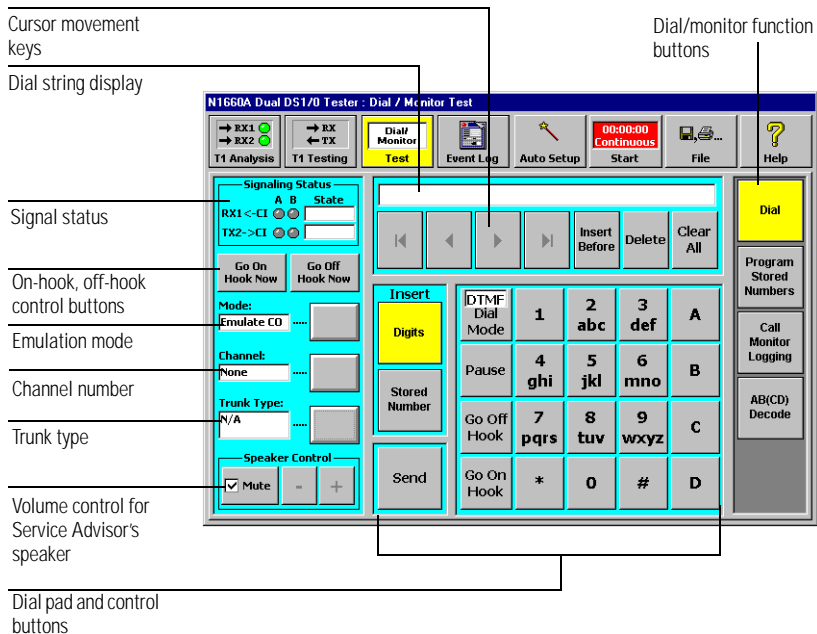 Cursor movement
keys
Dial/monitor function
buttons
Dial string display
N1660A Dual DS1/0 Tester : Dial / Monitor Test
➔ RX1
➔ RX2
T1 Analysis
➔ RX
← TX
T1 Testing
Dial/
Monitor
Test
Event Log
Auto Setup
00:00:00
Continuous
Start
...
File
?
Help
Signal status
Signaling Status
A B State
RX1<-CI
TX2->CI
Go On
Hook Now
Go Off
Hook Now
On-hook, off-hook
control buttons
Mode:
Emulate CO .....
Emulation mode
Channel:
None .....
Channel number
Trunk Type:
N/A .....
Trunk type
Speaker Control
Mute
-
+
Volume control for
Service Advisor's
speaker
Insert
Before
Delete
Clear
All
Insert
Digits
Stored
Number
Send
DTMF
Dial
Mode
1
2
abc
3
def
A
Pause
4
ghi
5
jkl
6
mno
B
Go Off
Hook
7
pqrs
8
tuv
9
wxyz
C
Go On
Hook
*
0
#
D
Dial
Program
Stored
Numbers
Call
Monitor
Logging
AB(CD)
Decode
Dial pad and control
buttons